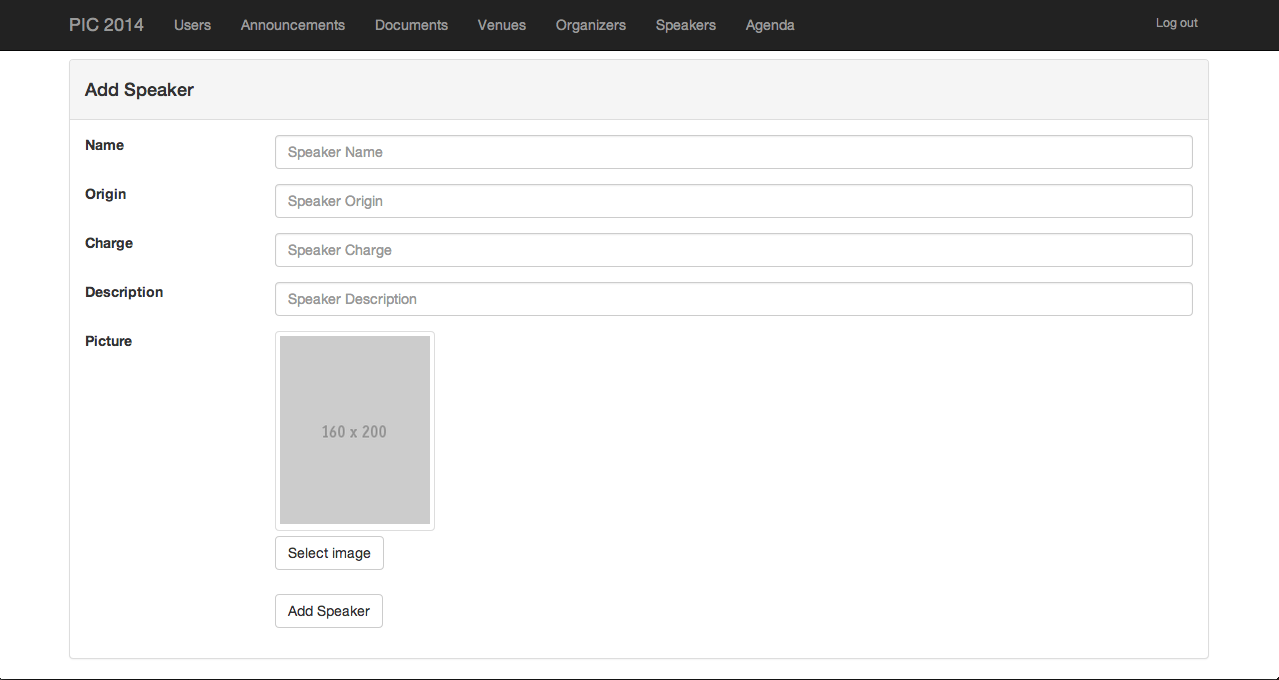 PIC 2014 Users Announcements Documents Venues Organizers Speakers Agenda Log out
Add Speaker
Name Speaker Name
Origin Speaker Origin
Charge Speaker Charge
Description Speaker Description
Picture
160 x 200
Select image
Add Speaker